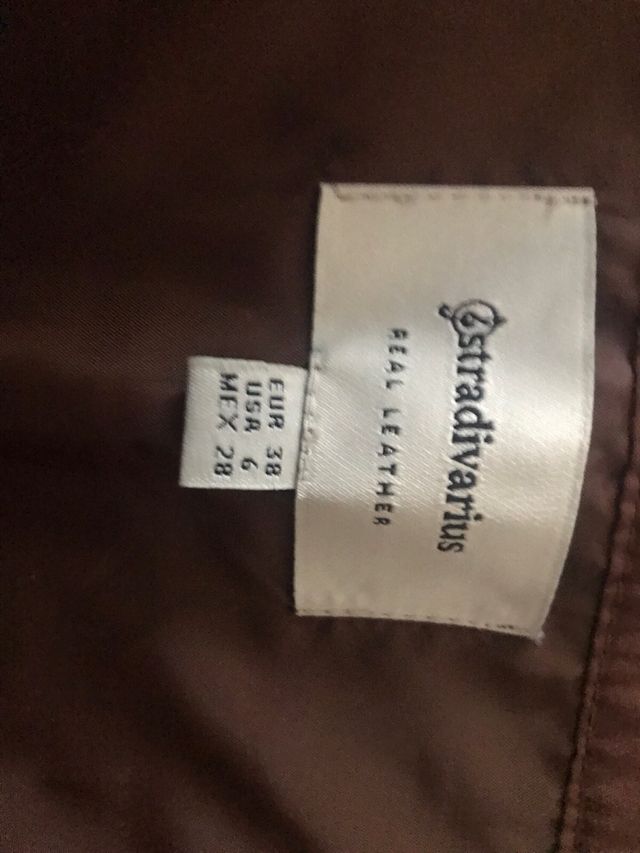 stradivarius
REAL LEATHER
EUR 38
USA 6
MEX 28